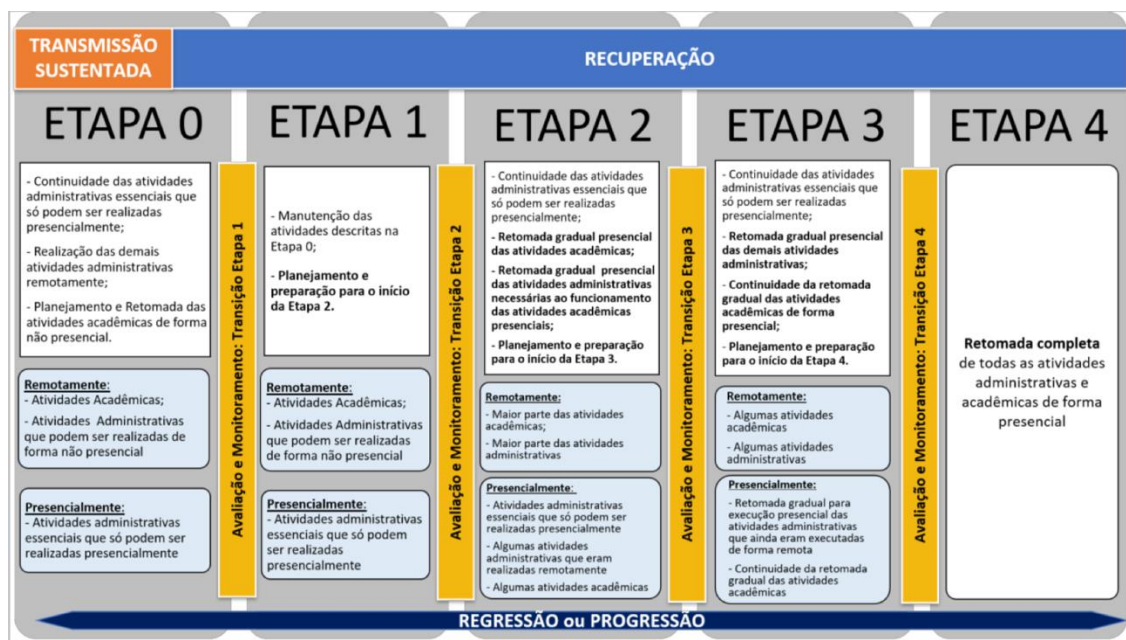 TRANSMISSÃO
SUSTENTADA
RECUPERAÇÃO
ETAPA 0
- Continuidade das atividades
administrativas essenciais que
só podem ser realizadas
presencialmente;
- Realização das demais
atividades administrativas
remotamente;
- Planejamento e Retomada das
atividades acadêmicas de forma
não presencial.
Remotamente:
- Atividades Acadêmicas;
- Atividades Administrativas
que podem ser realizadas de
forma não presencial
Presencialmente:
- Atividades administrativas
essenciais que só podem ser
realizadas presencialmente
Avaliação e Monitoramento: Transição Etapa 1
ETAPA 1
- Manutenção das
atividades descritas na
Etapa 0;
- Planejamento e
preparação para o início
da Etapa 2.
Remotamente:
- Atividades Acadêmicas;
- Atividades Administrativas
que podem ser realizadas
de forma não presencial
Presencialmente:
- Atividades administrativas
essenciais que só podem
ser realizadas
presencialmente
Avaliação e Monitoramento: Transição Etapa 2
ETAPA 2
- Continuidade das atividades
administrativas essenciais que
só podem ser realizadas
presencialmente;
- Retomada gradual presencial
das atividades acadêmicas;
- Retomada gradual presencial
das atividades administrativas
necessárias ao funcionamento
das atividades acadêmicas
presenciais;
- Planejamento e preparação
para o início da Etapa 3.
Remotamente:
- Maior parte das atividades
acadêmicas;
- Maior parte das atividades
administrativas
Presencialmente:
- Atividades administrativas
essenciais que só podem ser
realizadas presencialmente
- Algumas atividades
administrativas que eram
realizadas remotamente
- Algumas atividades acadêmicas
Avaliação e Monitoramento: Transição Etapa 3
ETAPA 3
- Continuidade das atividades
administrativas essenciais que
só podem ser realizadas
presencialmente;
- Retomada gradual presencial
das demais atividades
administrativas;
- Continuidade da retomada
gradual das atividades
acadêmicas de forma
presencial;
- Planejamento e preparação
para o início da Etapa 4.
Remotamente:
- Algumas atividades
acadêmicas
- Algumas atividades
administrativas
Presencialmente:
- Retomada gradual para
execução presencial das
atividades administrativas
que ainda eram executadas
de forma remota
- Continuidade da retomada
gradual das atividades
acadêmicas
Avaliação e Monitoramento: Transição Etapa 4
ETAPA 4
Retomada completa
de todas as atividades
administrativas e
acadêmicas de forma
presencial
REGRESSÃO ou PROGRESSÃO